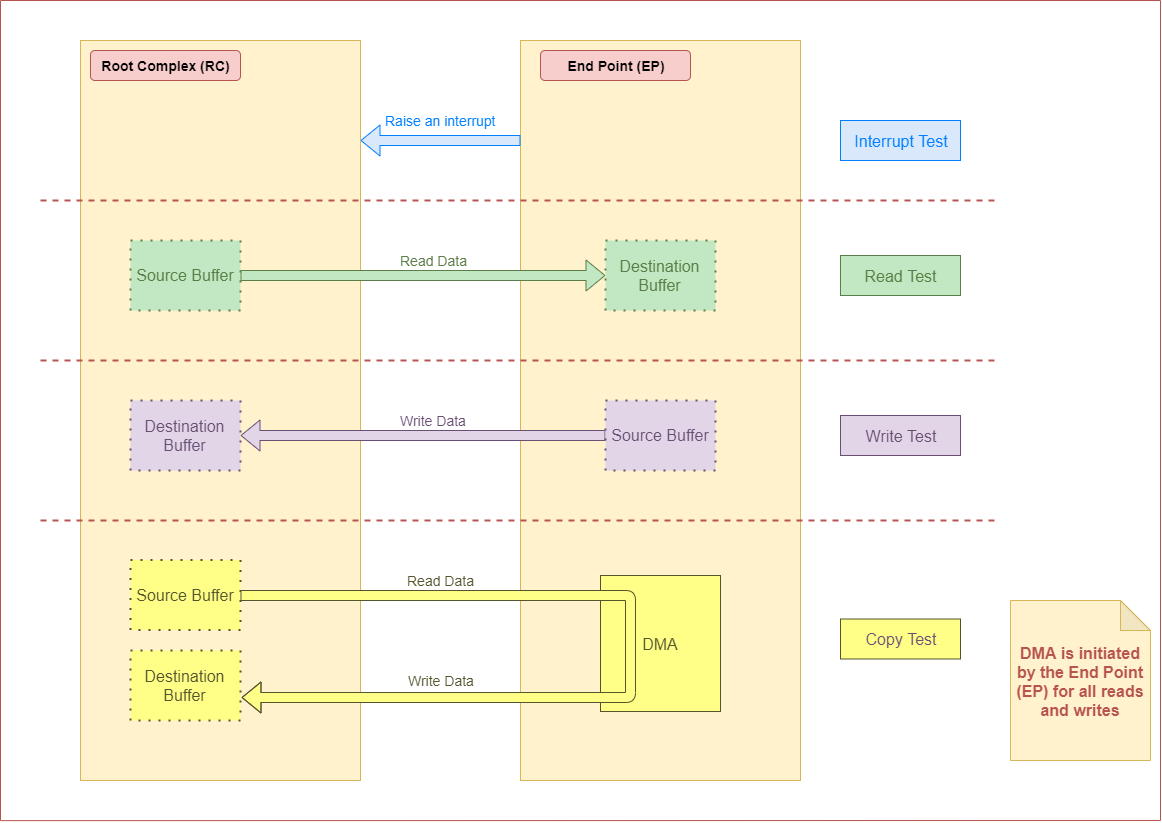 Root Complex (RC)
End Point (EP)
Raise an interrupt
Interrupt Test
Read Data
Source Buffer
Destination
Buffer
Read Test
Write Data
Destination
Buffer
Source Buffer
Write Test
Read Data
Source Buffer
DMA
Copy Test
Write Data
Destination
Buffer
DMA is initiated
by the End Point
(EP) for all reads
and writes